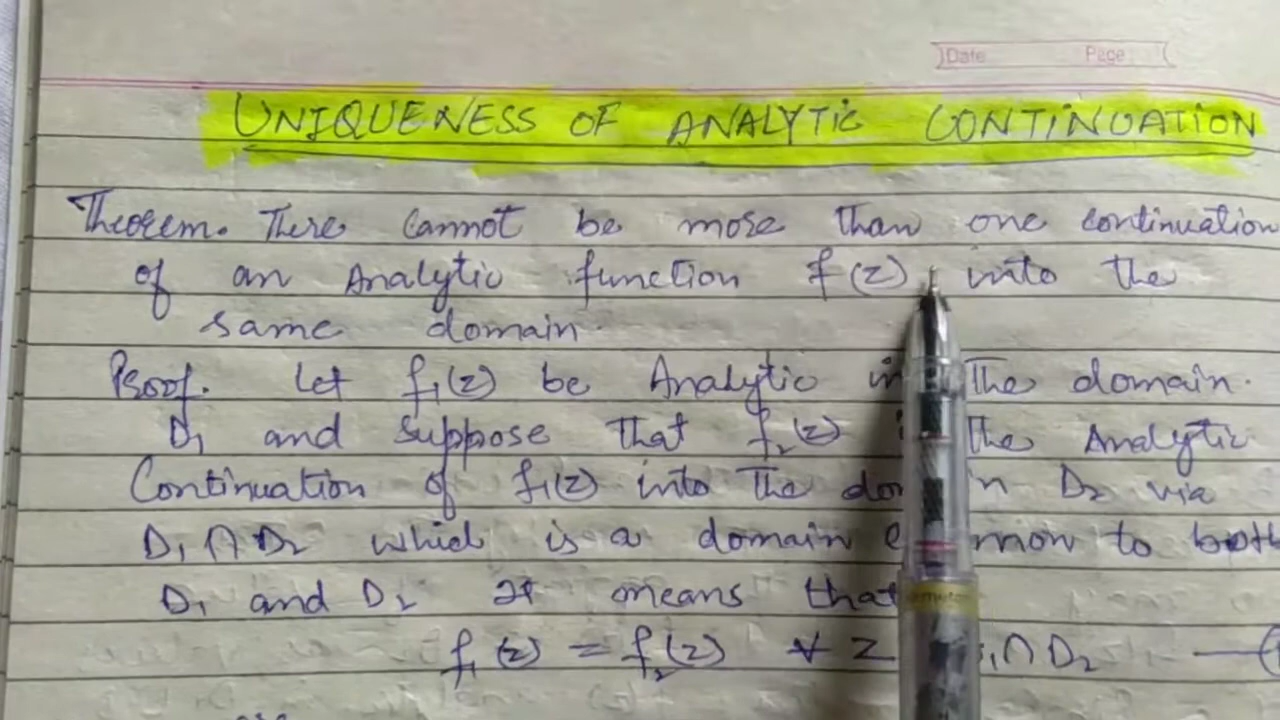 Date Page
UNIQUENESS OF ANALYTIC CONTINUATION
Theorem. There cannot be more than one continuation
of an Analytic function f(z) into the
same domain.
Proof. Let f₁(z) be Analytic in the domain.
D₁ and suppose that f₂(z) the Analytic
Continuation of f₁(z) into the D₂ via
D₁∩D₂ which is a domain to both
D₁ and D₂ It means that
f₁(z) = f₂(z) ∀ z ₁∩D₂